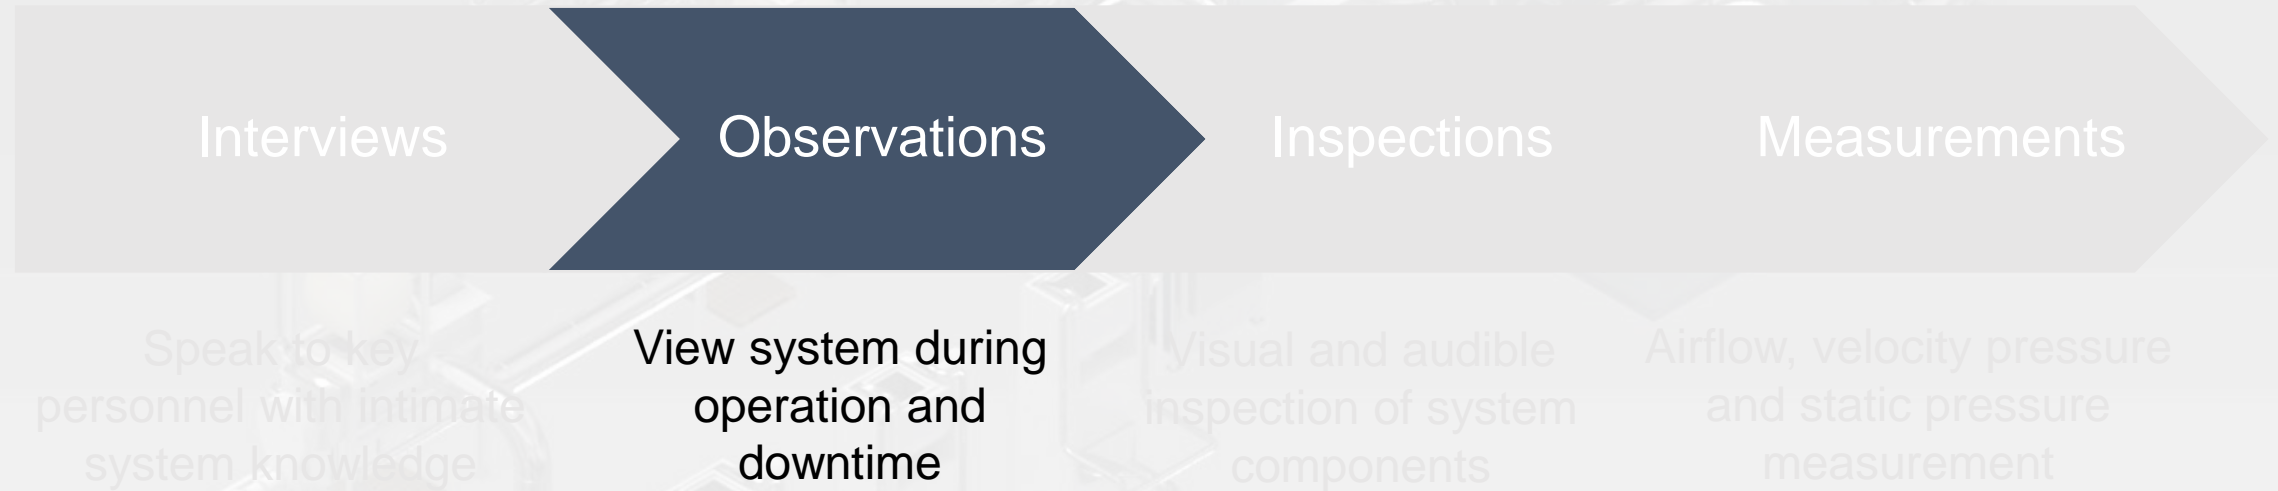 Interviews
Observations
Inspections
Measurements
Speak to key
personnel with intimate
system knowledge
View system during
operation and
downtime
Visual and audible
inspection of system
components
Airflow, velocity pressure
and static pressure
measurement